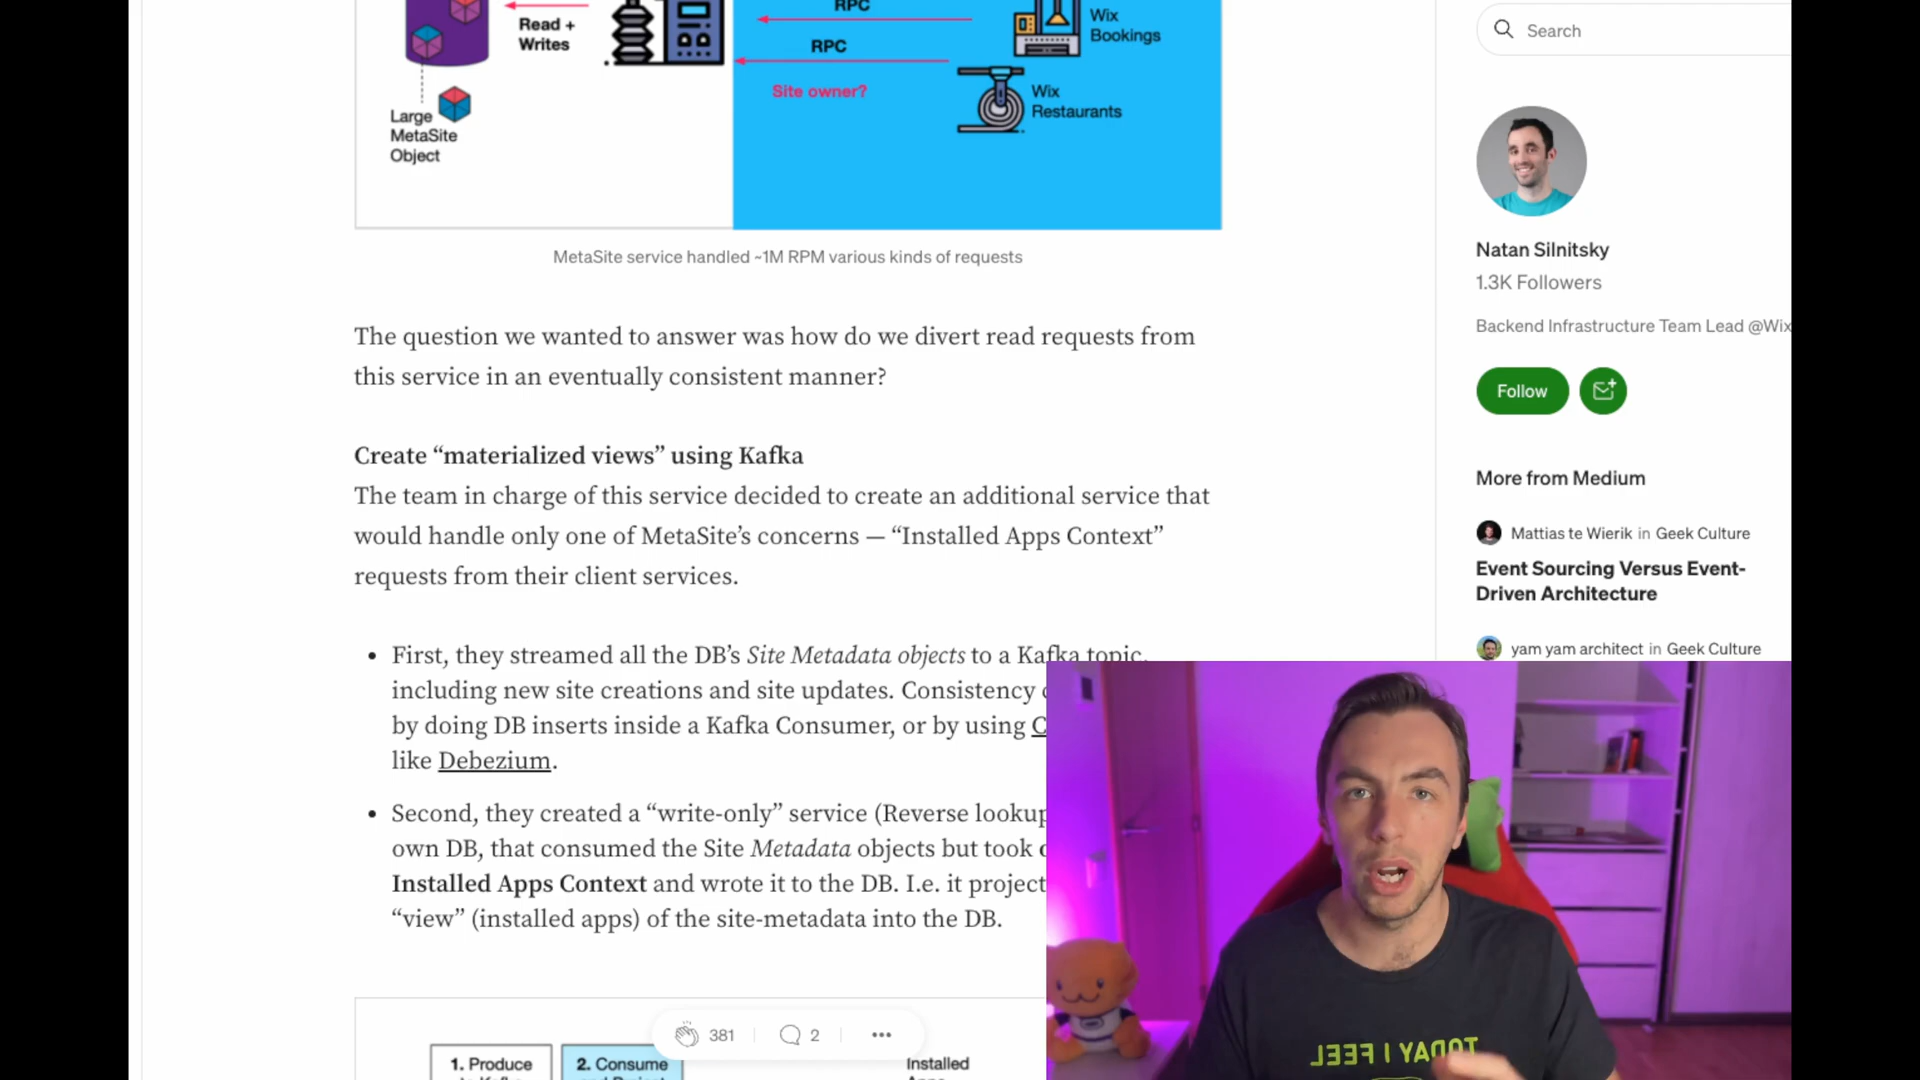 RPC
Read +
Writes
Wix
Bookings
RPC
Site owner?
Wix
Restaurants
Large
MetaSite
Object
MetaSite service handled ~1M RPM various kinds of requests
The question we wanted to answer was how do we divert read requests from
this service in an eventually consistent manner?
Create “materialized views” using Kafka
The team in charge of this service decided to create an additional service that
would handle only one of MetaSite’s concerns — “Installed Apps Context”
requests from their client services.
• First, they streamed all the DB’s Site Metadata objects to a Kafka topic,
including new site creations and site updates. Consistency
by doing DB inserts inside a Kafka Consumer, or by using
like Debezium.
• Second, they created a “write-only” service (Reverse lookup
own DB, that consumed the Site Metadata objects but took
Installed Apps Context and wrote it to the DB. I.e. it project
“view” (installed apps) of the site-metadata into the DB.
381
2
1. Produce
2. Consume
Installed
Search
Natan Silnitsky
1.3K Followers
Backend Infrastructure Team Lead @Wix
Follow
More from Medium
Mattias te Wierik in Geek Culture
Event Sourcing Versus Event-
Driven Architecture
yam yam architect in Geek Culture
TODAY I FEEL